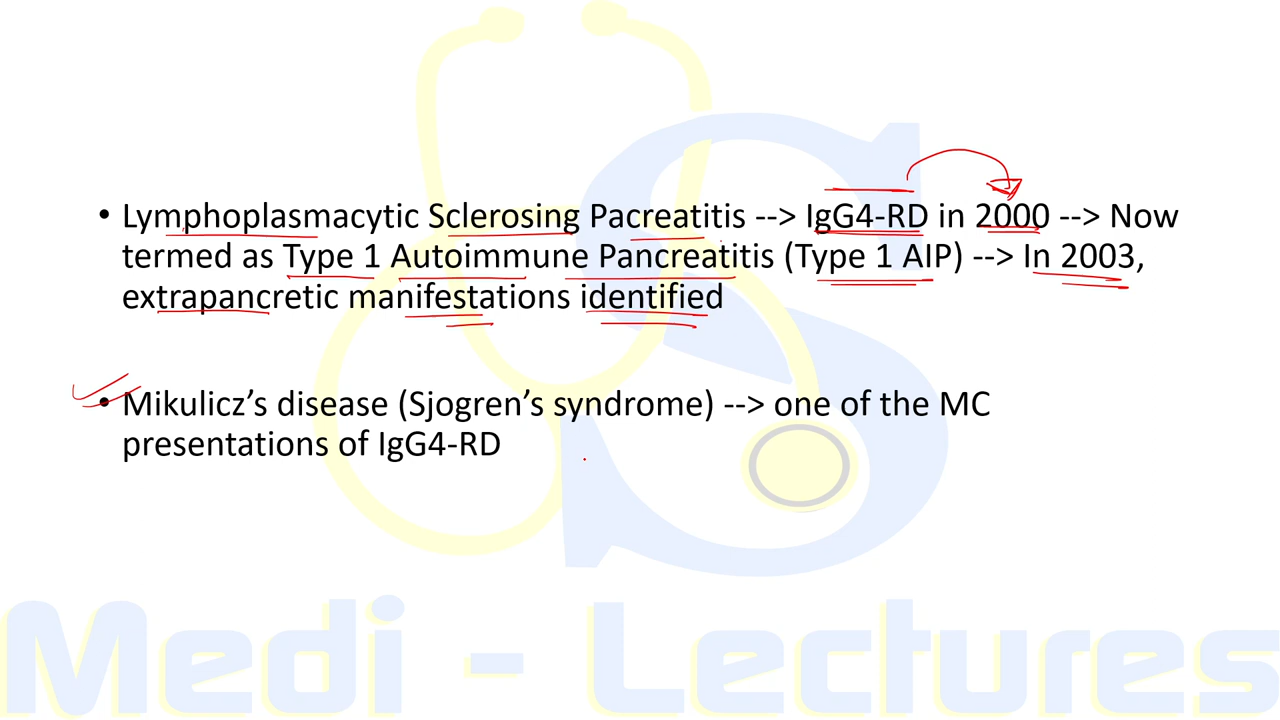 • Lymphoplasmacytic Sclerosing Pacreatitis --> IgG4-RD in 2000 --> Now
termed as Type 1 Autoimmune Pancreatitis (Type 1 AIP) --> In 2003,
extrapancretic manifestations identified
• Mikulicz’s disease (Sjogren’s syndrome) --> one of the MC
presentations of IgG4-RD
Medi - Lectures